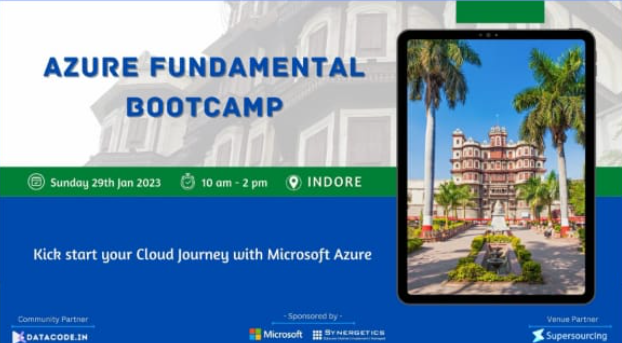 AZURE FUNDAMENTAL
BOOTCAMP
Sunday 29th Jan 2023
10 am - 2 pm
INDORE
Kick start your Cloud Journey with Microsoft Azure
Community Partner
DATACODE.IN
- Sponsored by -
Microsoft
SYNERGETICS
Venue Partner
Supersourcing